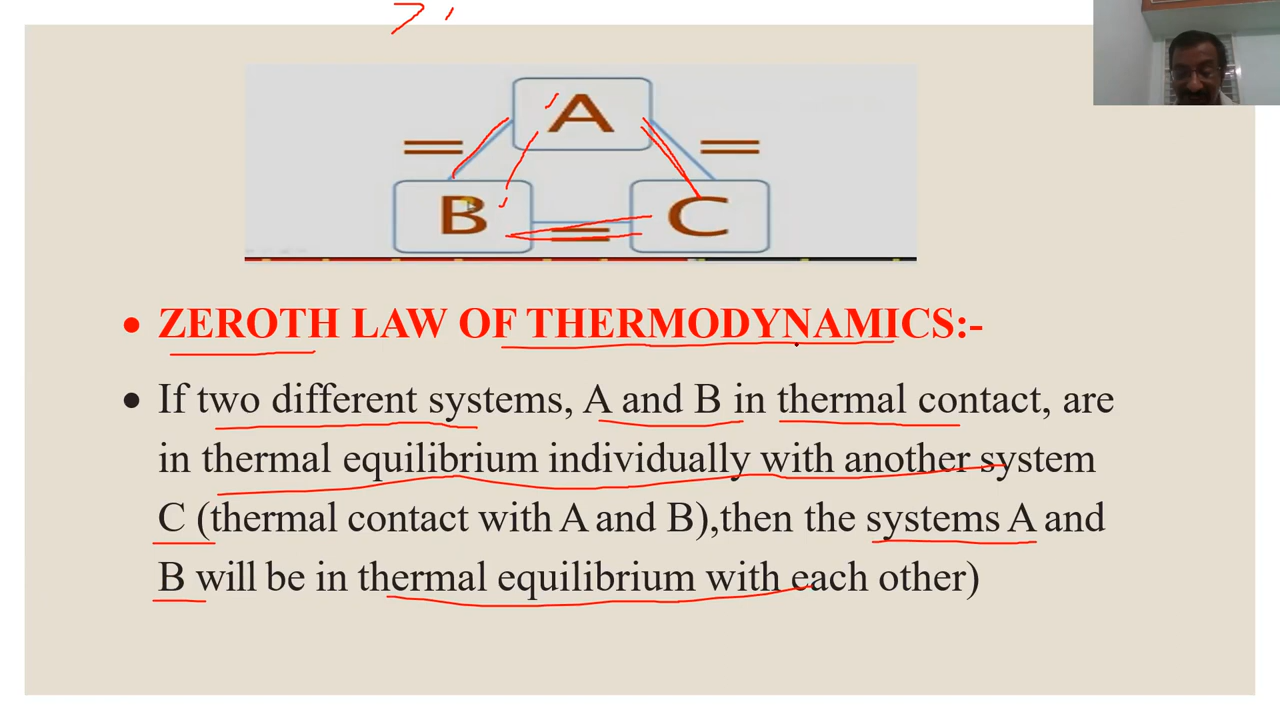 A
= =
B = C
• ZEROTH LAW OF THERMODYNAMICS:-
• If two different systems, A and B in thermal contact, are
in thermal equilibrium individually with another system
C (thermal contact with A and B),then the systems A and
B will be in thermal equilibrium with each other)